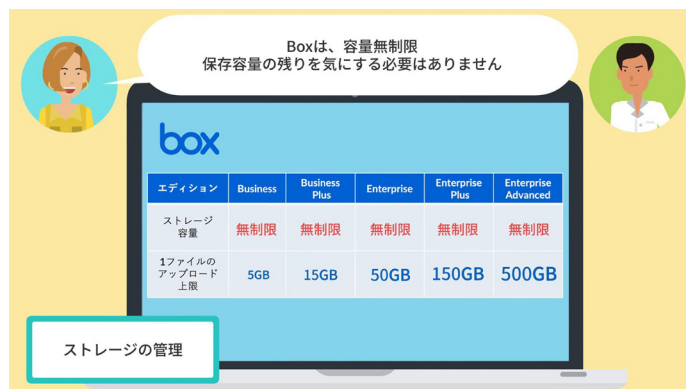 Boxは、容量無制限
保存容量の残りを気にする必要はありません
box
エディション Business Business Plus Enterprise Enterprise Plus Enterprise Advanced
ストレージ容量 無制限 無制限 無制限 無制限 無制限
1ファイルのアップロード上限 5GB 15GB 50GB 150GB 500GB
ストレージの管理